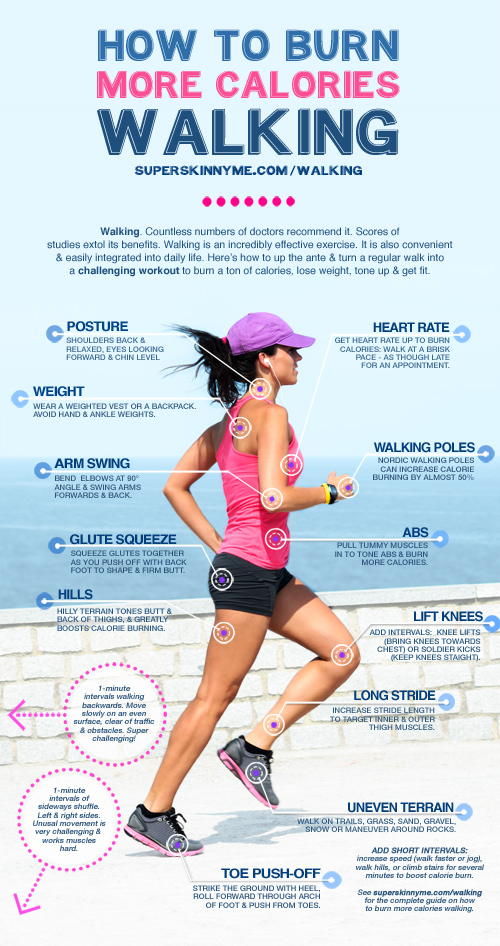 HOW TO BURN
MORE CALORIES
WALKING
SUPERSKINNYME.COM/WALKING
Walking. Countless numbers of doctors recommend it. Scores of
studies extol its benefits. Walking is an incredibly effective exercise. It is also convenient
& easily integrated into daily life. Here's how to up the ante & turn a regular walk into
a challenging workout to burn a ton of calories, lose weight, tone up & get fit.
POSTURE
SHOULDERS BACK &
RELAXED, EYES LOOKING
FORWARD & CHIN LEVEL
HEART RATE
GET HEART RATE UP TO BURN
CALORIES: WALK AT A BRISK
PACE - AS THOUGH LATE
FOR AN APPOINTMENT.
WEIGHT
WEAR A WEIGHTED VEST OR A BACKPACK.
AVOID HAND & ANKLE WEIGHTS.
WALKING POLES
NORDIC WALKING POLES
CAN INCREASE CALORIE
BURNING BY ALMOST 50%
ARM SWING
BEND ELBOWS AT 90°
ANGLE & SWING ARMS
FORWARDS & BACK.
GLUTE SQUEEZE
SQUEEZE GLUTES TOGETHER
AS YOU PUSH OFF WITH BACK
FOOT TO SHAPE & FIRM BUTT.
ABS
PULL TUMMY MUSCLES
IN TO TONE ABS & BURN
MORE CALORIES.
HILLS
HILLY TERRAIN TONES BUTT &
BACK OF THIGHS, & GREATLY
BOOSTS CALORIE BURNING.
LIFT KNEES
ADD INTERVALS: KNEE LIFTS
(BRING KNEES TOWARDS
CHEST) OR SOLDIER KICKS
(KEEP KNEES STAIGHT).
1-minute
intervals walking
backwards. Move
slowly on an even
surface, clear of traffic
& obstacles. Super
challenging!
LONG STRIDE
INCREASE STRIDE LENGTH
TO TARGET INNER & OUTER
THIGH MUSCLES.
1-minute
intervals of
sideways shuffle.
Left & right sides.
Unusal movement is
very challenging &
works muscles
hard.
UNEVEN TERRAIN
WALK ON TRAILS, GRASS, SAND, GRAVEL,
SNOW OR MANEUVER AROUND ROCKS.
TOE PUSH-OFF
STRIKE THE GROUND WITH HEEL,
ROLL FORWARD THROUGH ARCH
OF FOOT & PUSH FROM TOES.
ADD SHORT INTERVALS:
increase speed (walk faster or jog),
walk hills, or climb stairs for several
minutes to boost calorie burn.
See superskinnyme.com/walking
for the complete guide on how
to burn more calories walking.